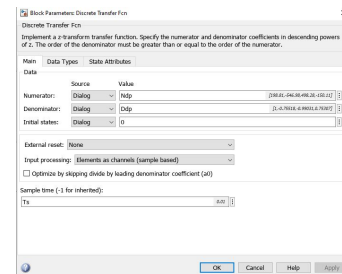 Block Parameters: Discrete Transfer Fcn
Discrete Transfer Fcn
Implement a z-transform transfer function. Specify the numerator and denominator coefficients in descending powers
of z. The order of the denominator must be greater than or equal to the order of the numerator.
Main Data Types State Attributes
Data
Source Value
Numerator: Dialog Ndp
Denominator: Dialog Ddp
Initial states: Dialog 0
External reset: None
Input processing: Elements as channels (sample based)
Optimize by skipping divide by leading denominator coefficient (a0)
Sample time (-1 for inherited):
Ts 0.01
OK Cancel Help Apply